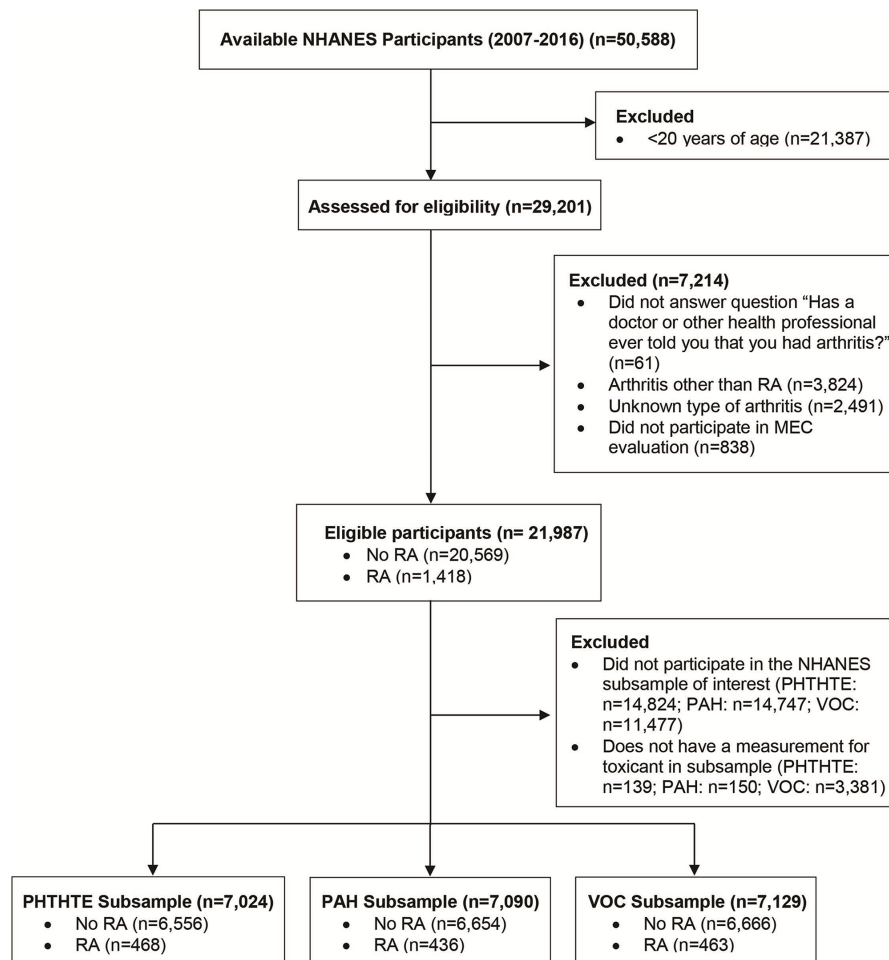 Available NHANES Participants (2007-2016) (n=50,588)
Excluded
• <20 years of age (n=21,387)
Assessed for eligibility (n=29,201)
Excluded (n=7,214)
• Did not answer question “Has a
doctor or other health professional
ever told you that you had arthritis?”
(n=61)
• Arthritis other than RA (n=3,824)
• Unknown type of arthritis (n=2,491)
• Did not participate in MEC
evaluation (n=838)
Eligible participants (n= 21,987)
• No RA (n=20,569)
• RA (n=1,418)
Excluded
• Did not participate in the NHANES
subsample of interest (PHTHTE:
n=14,824; PAH: n=14,747; VOC:
n=11,477)
• Does not have a measurement for
toxicant in subsample (PHTHTE:
n=139; PAH: n=150; VOC: n=3,381)
PHTHTE Subsample (n=7,024)
• No RA (n=6,556)
• RA (n=468)
PAH Subsample (n=7,090)
• No RA (n=6,654)
• RA (n=436)
VOC Subsample (n=7,129)
• No RA (n=6,666)
• RA (n=463)